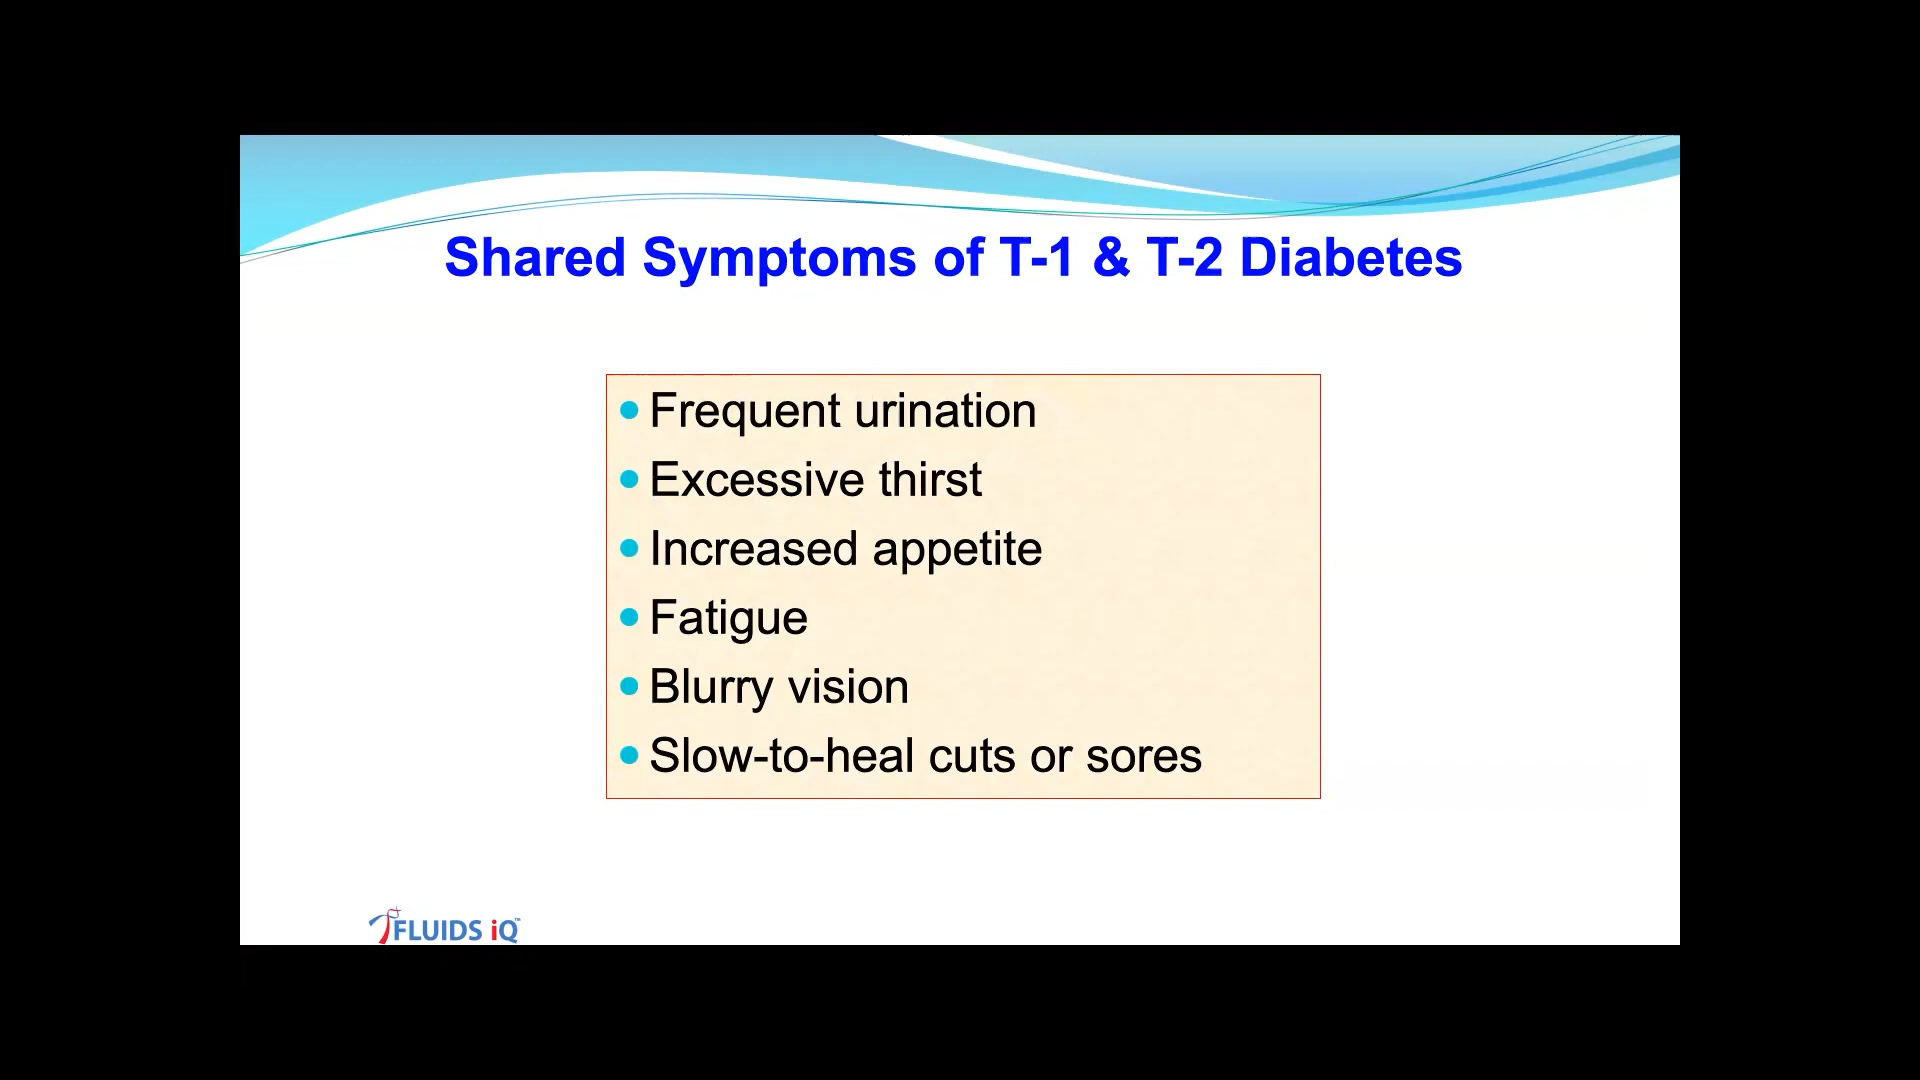 Shared Symptoms of T-1 & T-2 Diabetes
• Frequent urination
• Excessive thirst
• Increased appetite
• Fatigue
• Blurry vision
• Slow-to-heal cuts or sores
FLUIDS iQ™